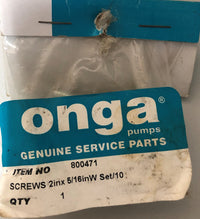 onga®
pumps
GENUINE SERVICE PARTS
ITEM NO 800471
SCREWS 2inx 5/16inW Set/10
QTY 1